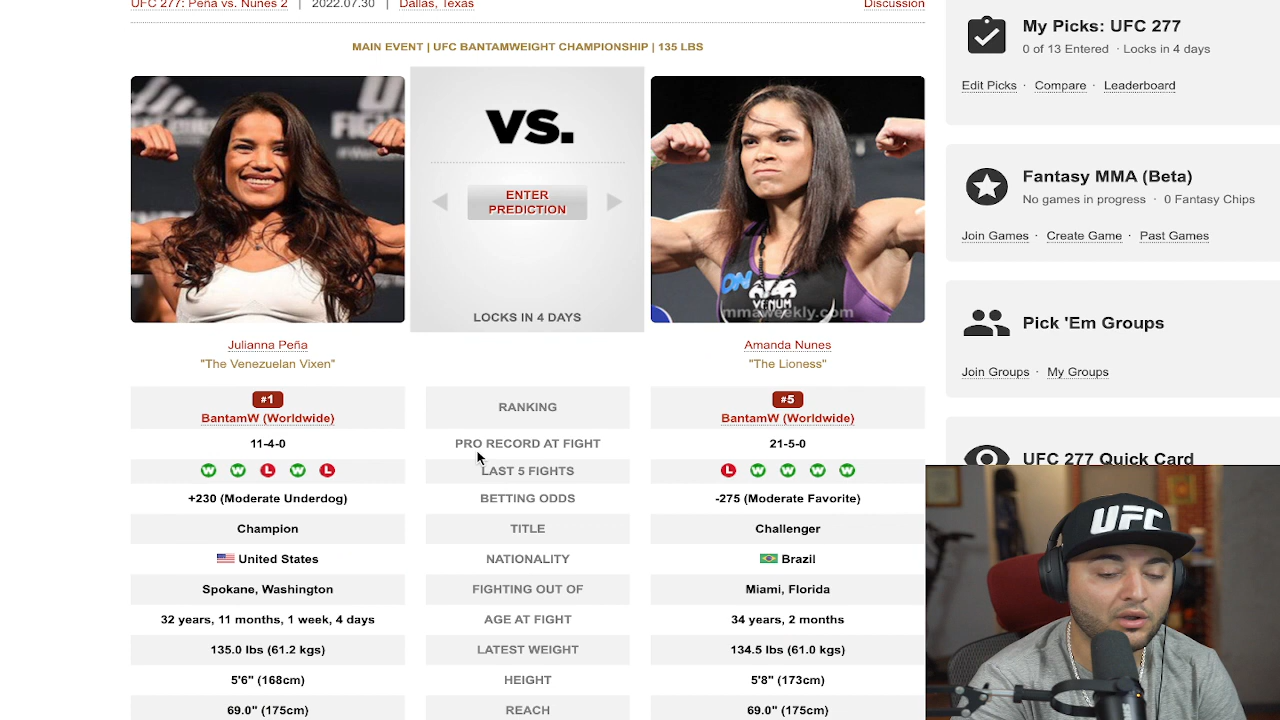 UFC 277: Peña vs. Nunes 2 | 2022.07.30 | Dallas, Texas
Discussion
MAIN EVENT | UFC BANTAMWEIGHT CHAMPIONSHIP | 135 LBS
VS.
ENTER
PREDICTION
LOCKS IN 4 DAYS
VENUM
mmaweekly.com
Julianna Peña
Amanda Nunes
"The Venezuelan Vixen"
"The Lioness"
#1
BantamW (Worldwide)
RANKING
#5
BantamW (Worldwide)
11-4-0
PRO RECORD AT FIGHT
21-5-0
W W L W L
LAST 5 FIGHTS
L W W W W
+230 (Moderate Underdog)
BETTING ODDS
-275 (Moderate Favorite)
Champion
TITLE
Challenger
United States
NATIONALITY
Brazil
Spokane, Washington
FIGHTING OUT OF
Miami, Florida
32 years, 11 months, 1 week, 4 days
AGE AT FIGHT
34 years, 2 months
135.0 lbs (61.2 kgs)
LATEST WEIGHT
134.5 lbs (61.0 kgs)
5'6" (168cm)
HEIGHT
5'8" (173cm)
69.0" (175cm)
REACH
69.0" (175cm)
My Picks: UFC 277
0 of 13 Entered · Locks in 4 days
Edit Picks · Compare · Leaderboard
Fantasy MMA (Beta)
No games in progress · 0 Fantasy Chips
Join Games · Create Game · Past Games
Pick 'Em Groups
Join Groups · My Groups
UFC 277 Quick Card
UFC